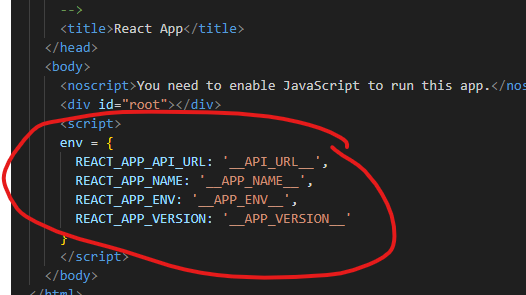 -->
<title>React App</title>
</head>
<body>
<noscript>You need to enable JavaScript to run this app.</nos
<div id="root"></div>
<script>
env = {
REACT_APP_API_URL: '__API_URL__',
REACT_APP_NAME: '__APP_NAME__',
REACT_APP_ENV: '__APP_ENV__',
REACT_APP_VERSION: '__APP_VERSION__'
}
</script>
</body>
</html>